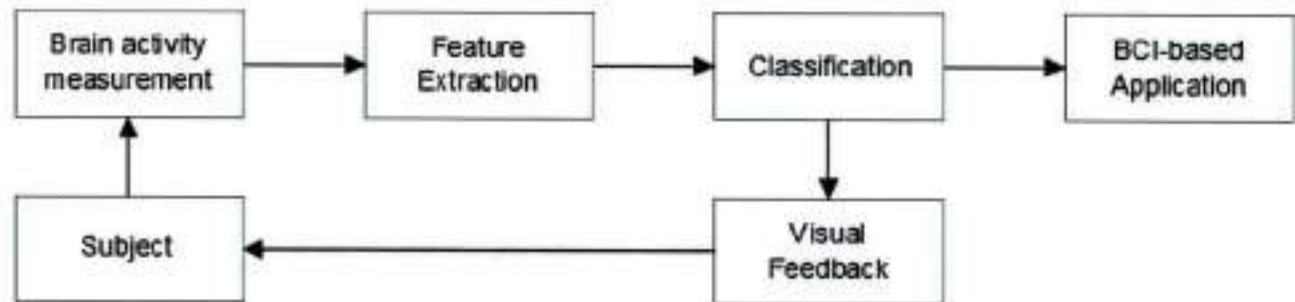 Brain activity
measurement
Feature
Extraction
Classification
BCI-based
Application
Subject
Visual
Feedback